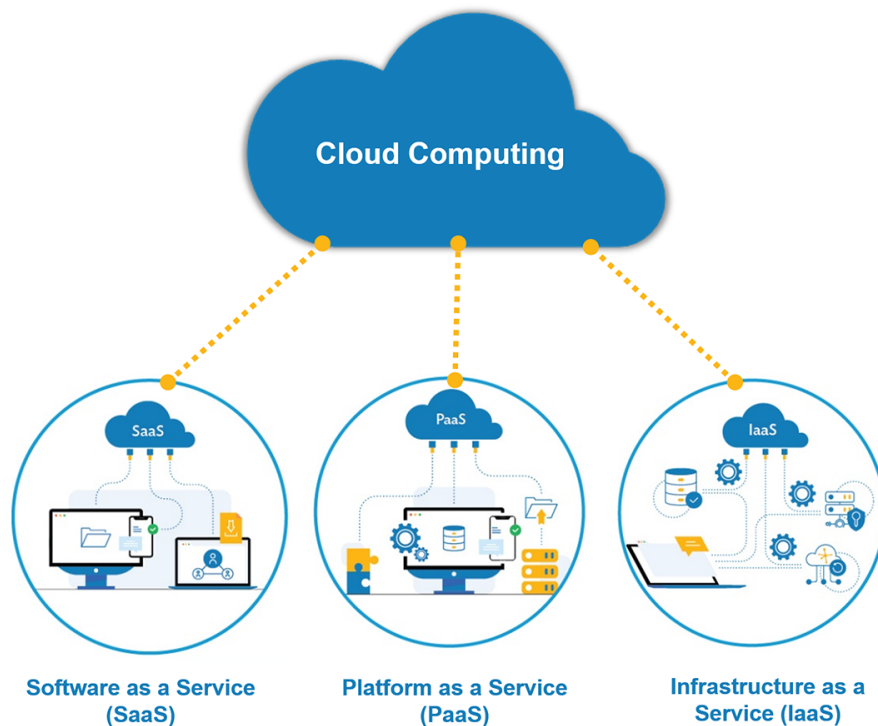 Cloud Computing
SaaS
PaaS
IaaS
Software as a Service
(SaaS)
Platform as a Service
(PaaS)
Infrastructure as a
Service (IaaS)